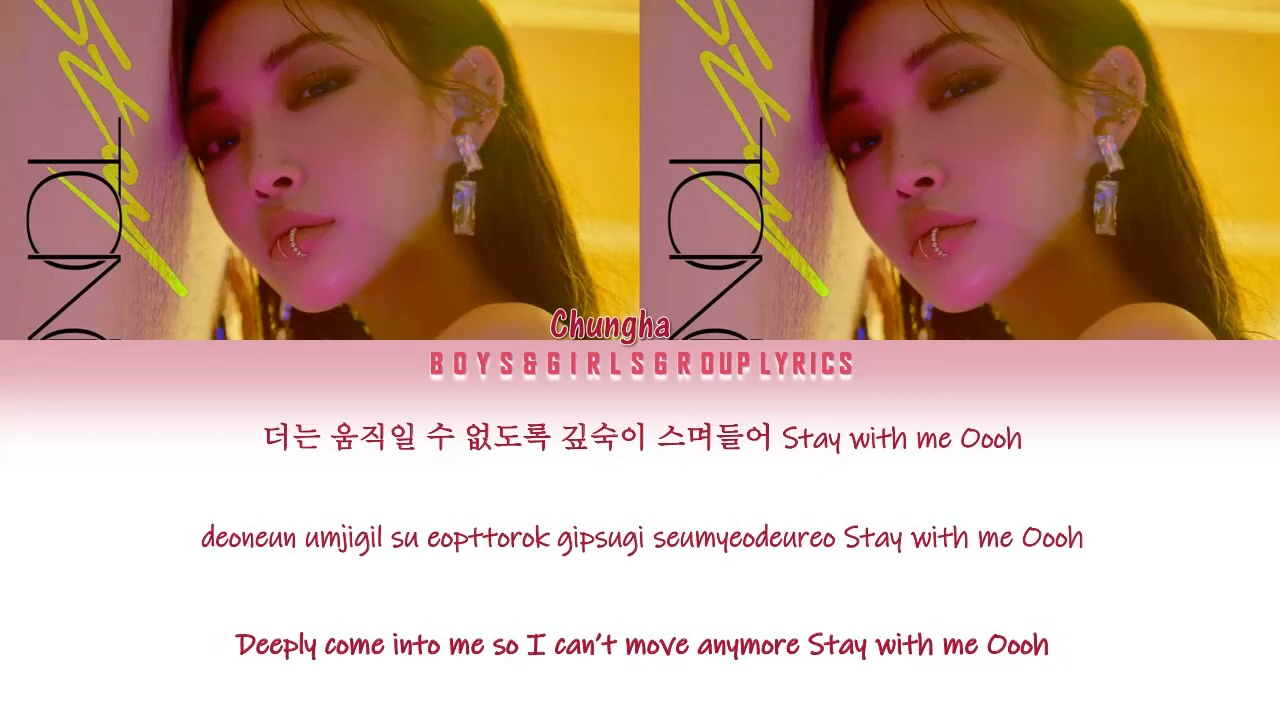 Chungha
BOYS&GIRLSGROUPLYRICS
더는 움직일 수 없도록 깊숙이 스며들어 Stay with me Oooh
deoneun umjigil su eopttorok gipsugi seumyeodeureo Stay with me Oooh
Deeply come into me so I can't move anymore Stay with me Oooh